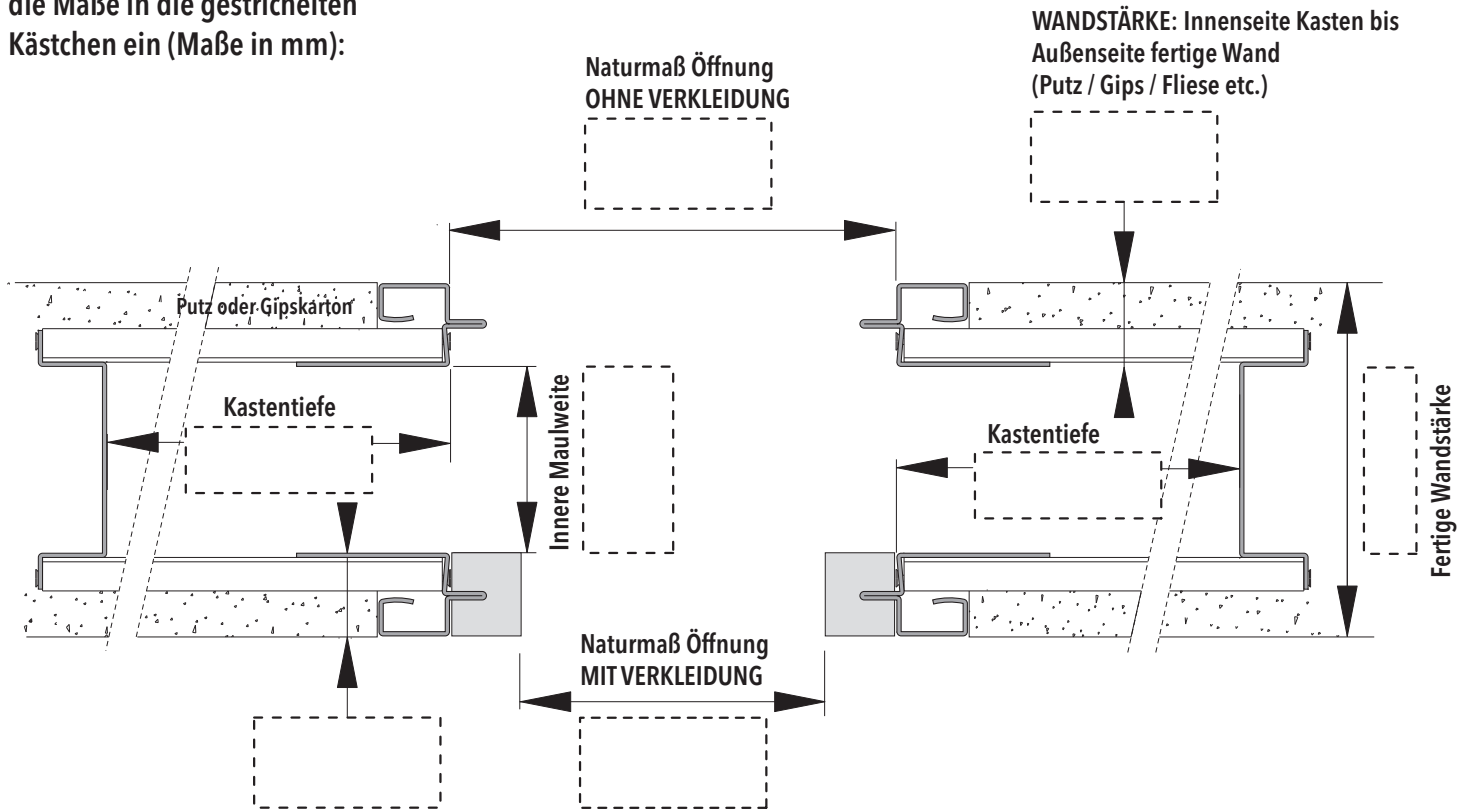 die Maße in die gestrichelten
Kästchen ein (Maße in mm):
WANDSTÄRKE: Innenseite Kasten bis
Außenseite fertige Wand
(Putz / Gips / Fliese etc.)
Naturmaß Öffnung
OHNE VERKLEIDUNG
Putz oder Gipskarton
Kastentiefe
Innere Maulweite
Kastentiefe
Fertige Wandstärke
Naturmaß Öffnung
MIT VERKLEIDUNG